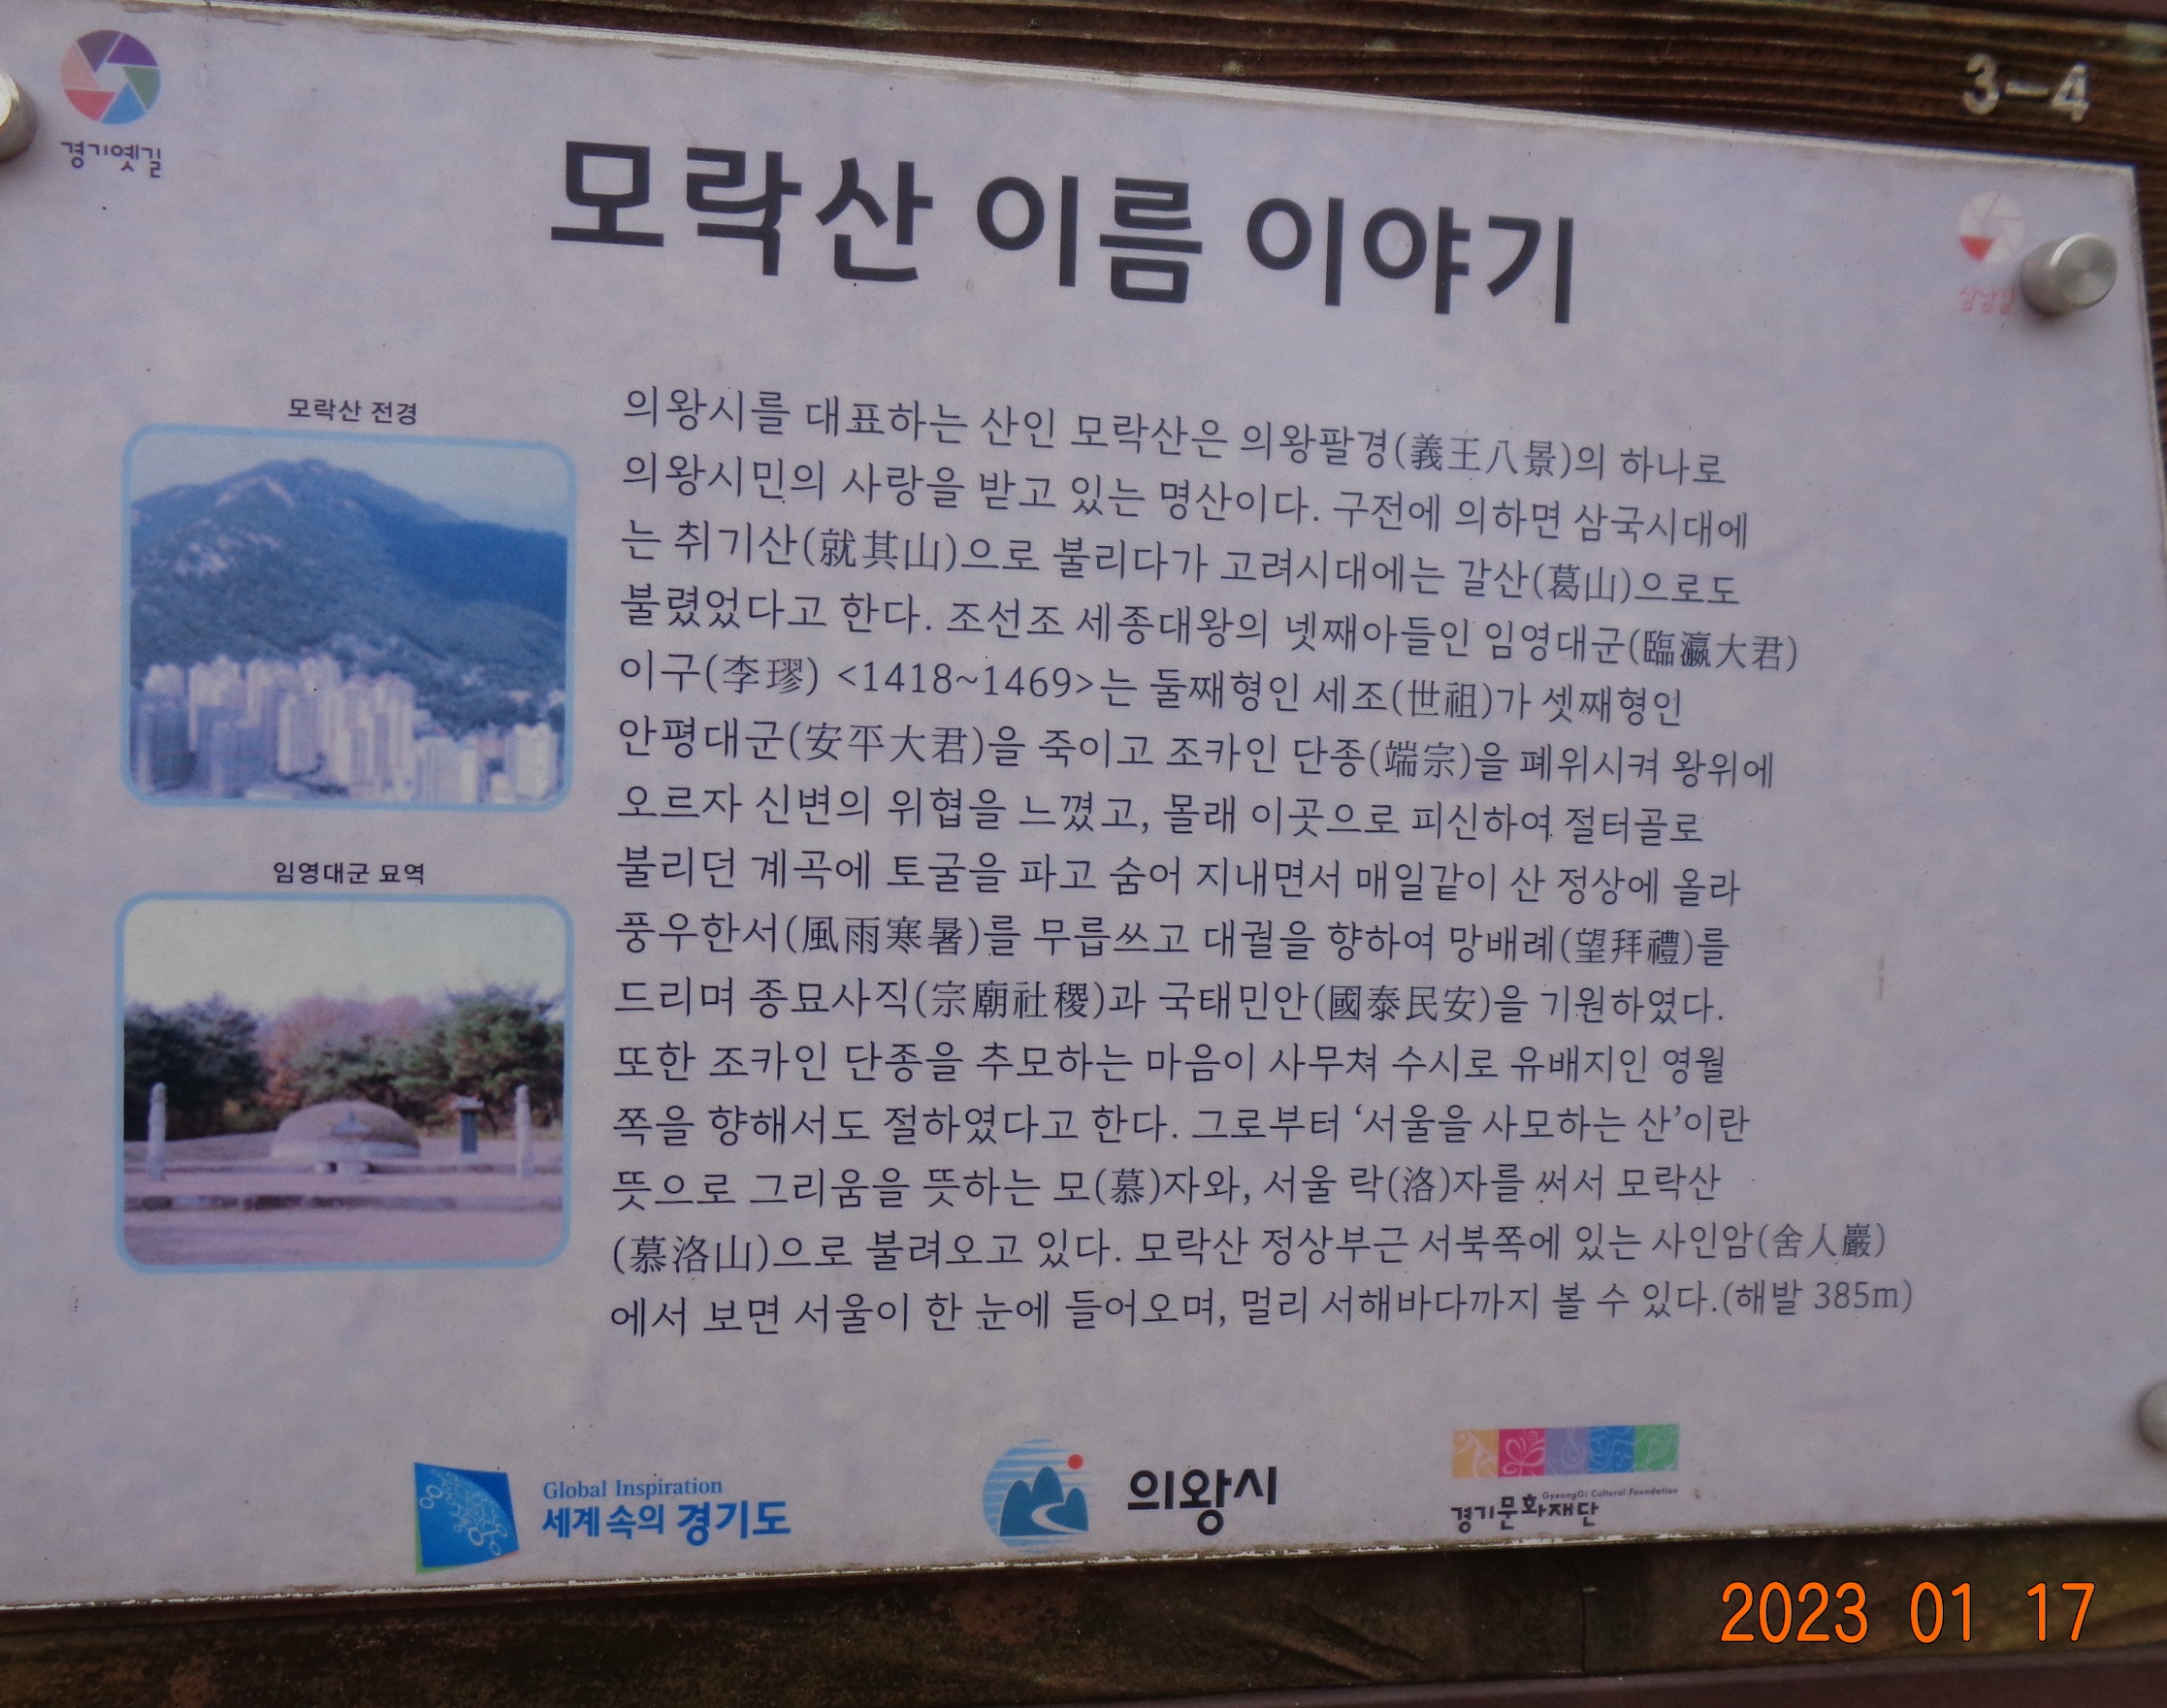 경기옛길
3-4
모락산 이름 이야기
삼남길
모락산 전경
의왕시를 대표하는 산인 모락산은 의왕팔경(義王八景)의 하나로
의왕시민의 사랑을 받고 있는 명산이다. 구전에 의하면 삼국시대에
는 취기산(就其山)으로 불리다가 고려시대에는 갈산(葛山)으로도
불렸었다고 한다. 조선조 세종대왕의 넷째아들인 임영대군(臨瀛大君)
이구(李璆) <1418~1469>는 둘째형인 세조(世祖)가 셋째형인
안평대군(安平大君)을 죽이고 조카인 단종(端宗)을 폐위시켜 왕위에
오르자 신변의 위협을 느꼈고, 몰래 이곳으로 피신하여 절터골로
불리던 계곡에 토굴을 파고 숨어 지내면서 매일같이 산 정상에 올라
풍우한서(風雨寒暑)를 무릅쓰고 대궐을 향하여 망배례(望拜禮)를
드리며 종묘사직(宗廟社稷)과 국태민안(國泰民安)을 기원하였다.
또한 조카인 단종을 추모하는 마음이 사무쳐 수시로 유배지인 영월
쪽을 향해서도 절하였다고 한다. 그로부터 ‘서울을 사모하는 산’이란
뜻으로 그리움을 뜻하는 모(慕)자와, 서울 락(洛)자를 써서 모락산
(慕洛山)으로 불려오고 있다. 모락산 정상부근 서북쪽에 있는 사인암(舍人巖)
에서 보면 서울이 한 눈에 들어오며, 멀리 서해바다까지 볼 수 있다.(해발 385m)
임영대군 묘역
Global Inspiration
세계 속의 경기도
의왕시
GyeongGi Cultural Foundation
경기문화재단
2023 01 17